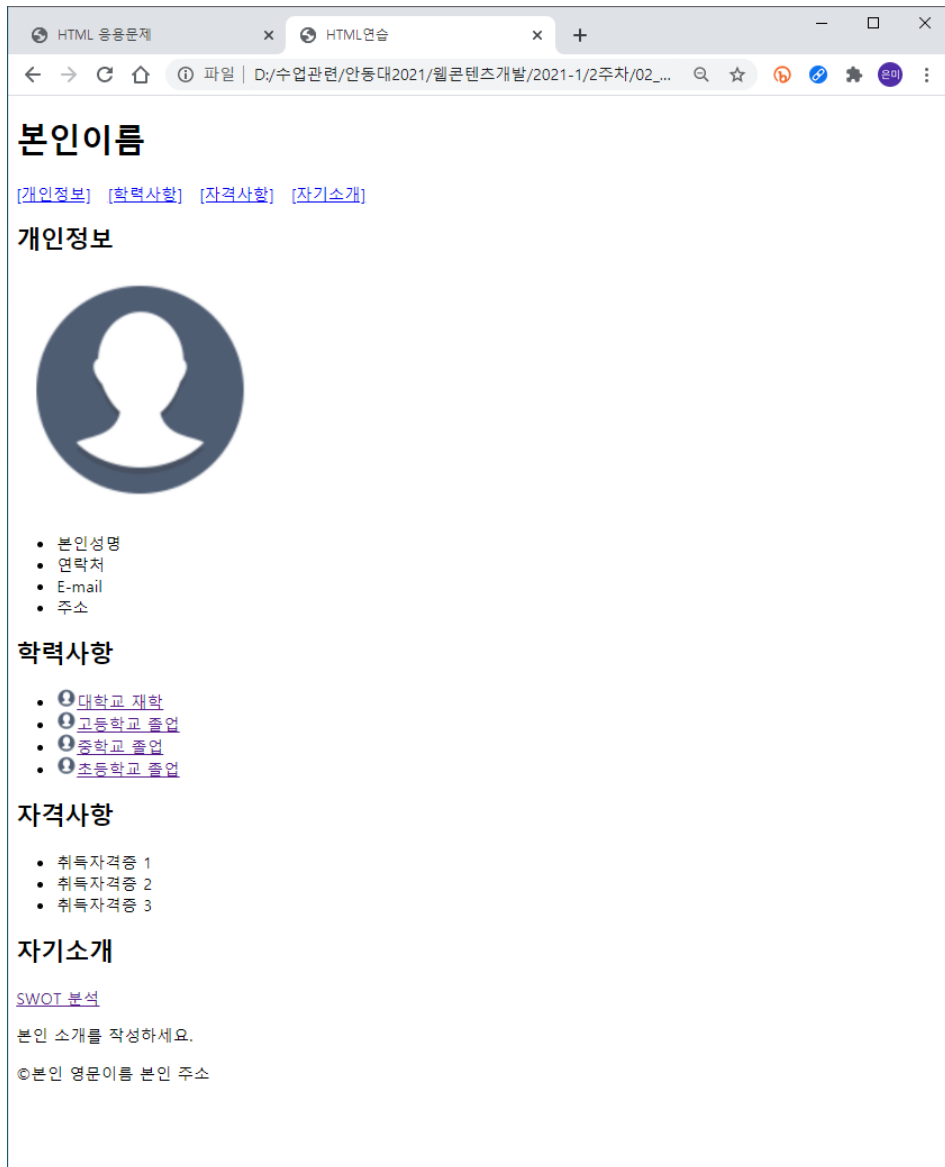 HTML 응용문제
HTML연습
파일 D:/수업관련/안동대2021/웹콘텐츠개발/2021-1/2주차/02_...
은미
본인이름
[개인정보] [학력사항] [자격사항] [자기소개]
개인정보
본인성명
연락처
E-mail
주소
학력사항
대학교 재학
고등학교 졸업
중학교 졸업
초등학교 졸업
자격사항
취득자격증 1
취득자격증 2
취득자격증 3
자기소개
SWOT 분석
본인 소개를 작성하세요.
©본인 영문이름 본인 주소